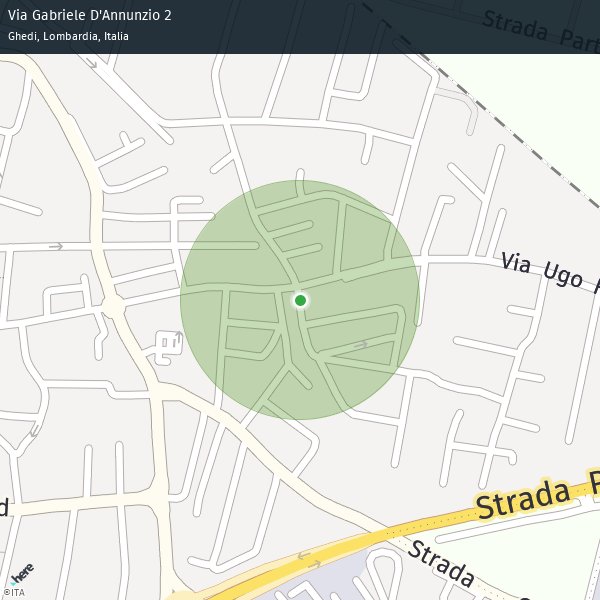 Via Gabriele D'Annunzio 2
Ghedi, Lombardia, Italia
Strada Part
Via Ugo
Strada P
Strada
d
here
©ITA